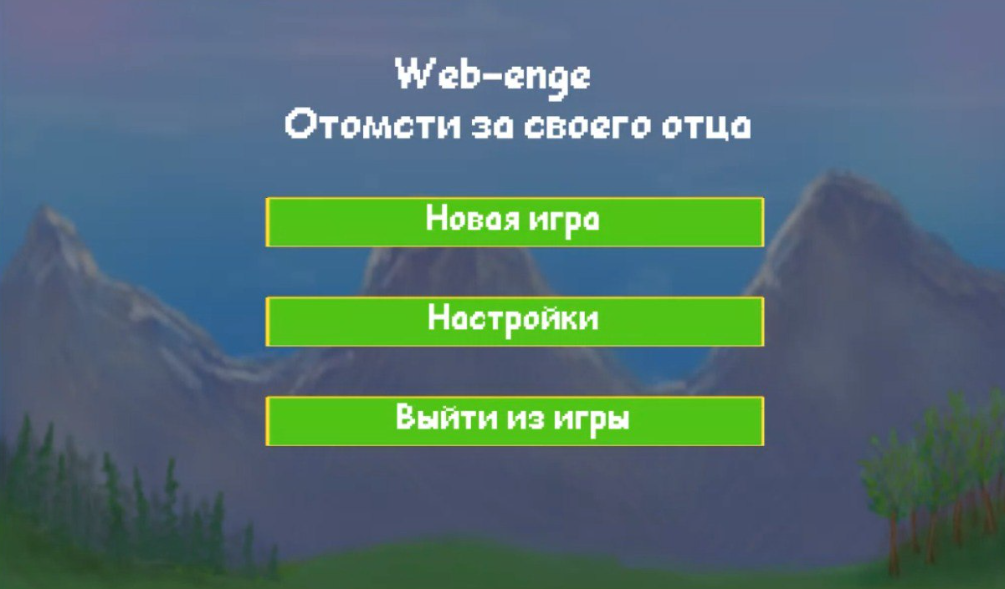 Web-enge
Отомсти за своего отца
Новая игра
Настройки
Выйти из игры